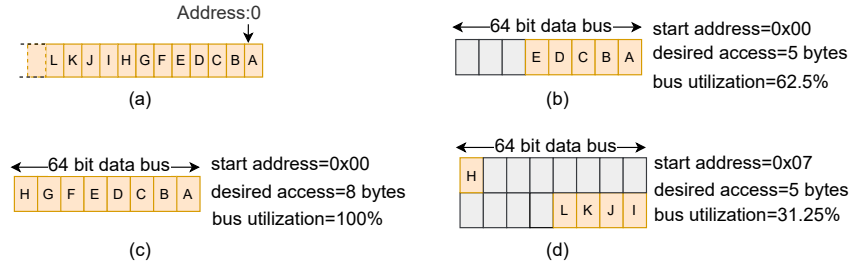 Address:0
L K J I H G F E D C B A
(a)
64 bit data bus
start address=0x00
desired access=5 bytes
E D C B A
bus utilization=62.5%
(b)
64 bit data bus
start address=0x00
H G F E D C B A
desired access=8 bytes
bus utilization=100%
(c)
64 bit data bus
start address=0x07
H
desired access=5 bytes
L K J I
bus utilization=31.25%
(d)